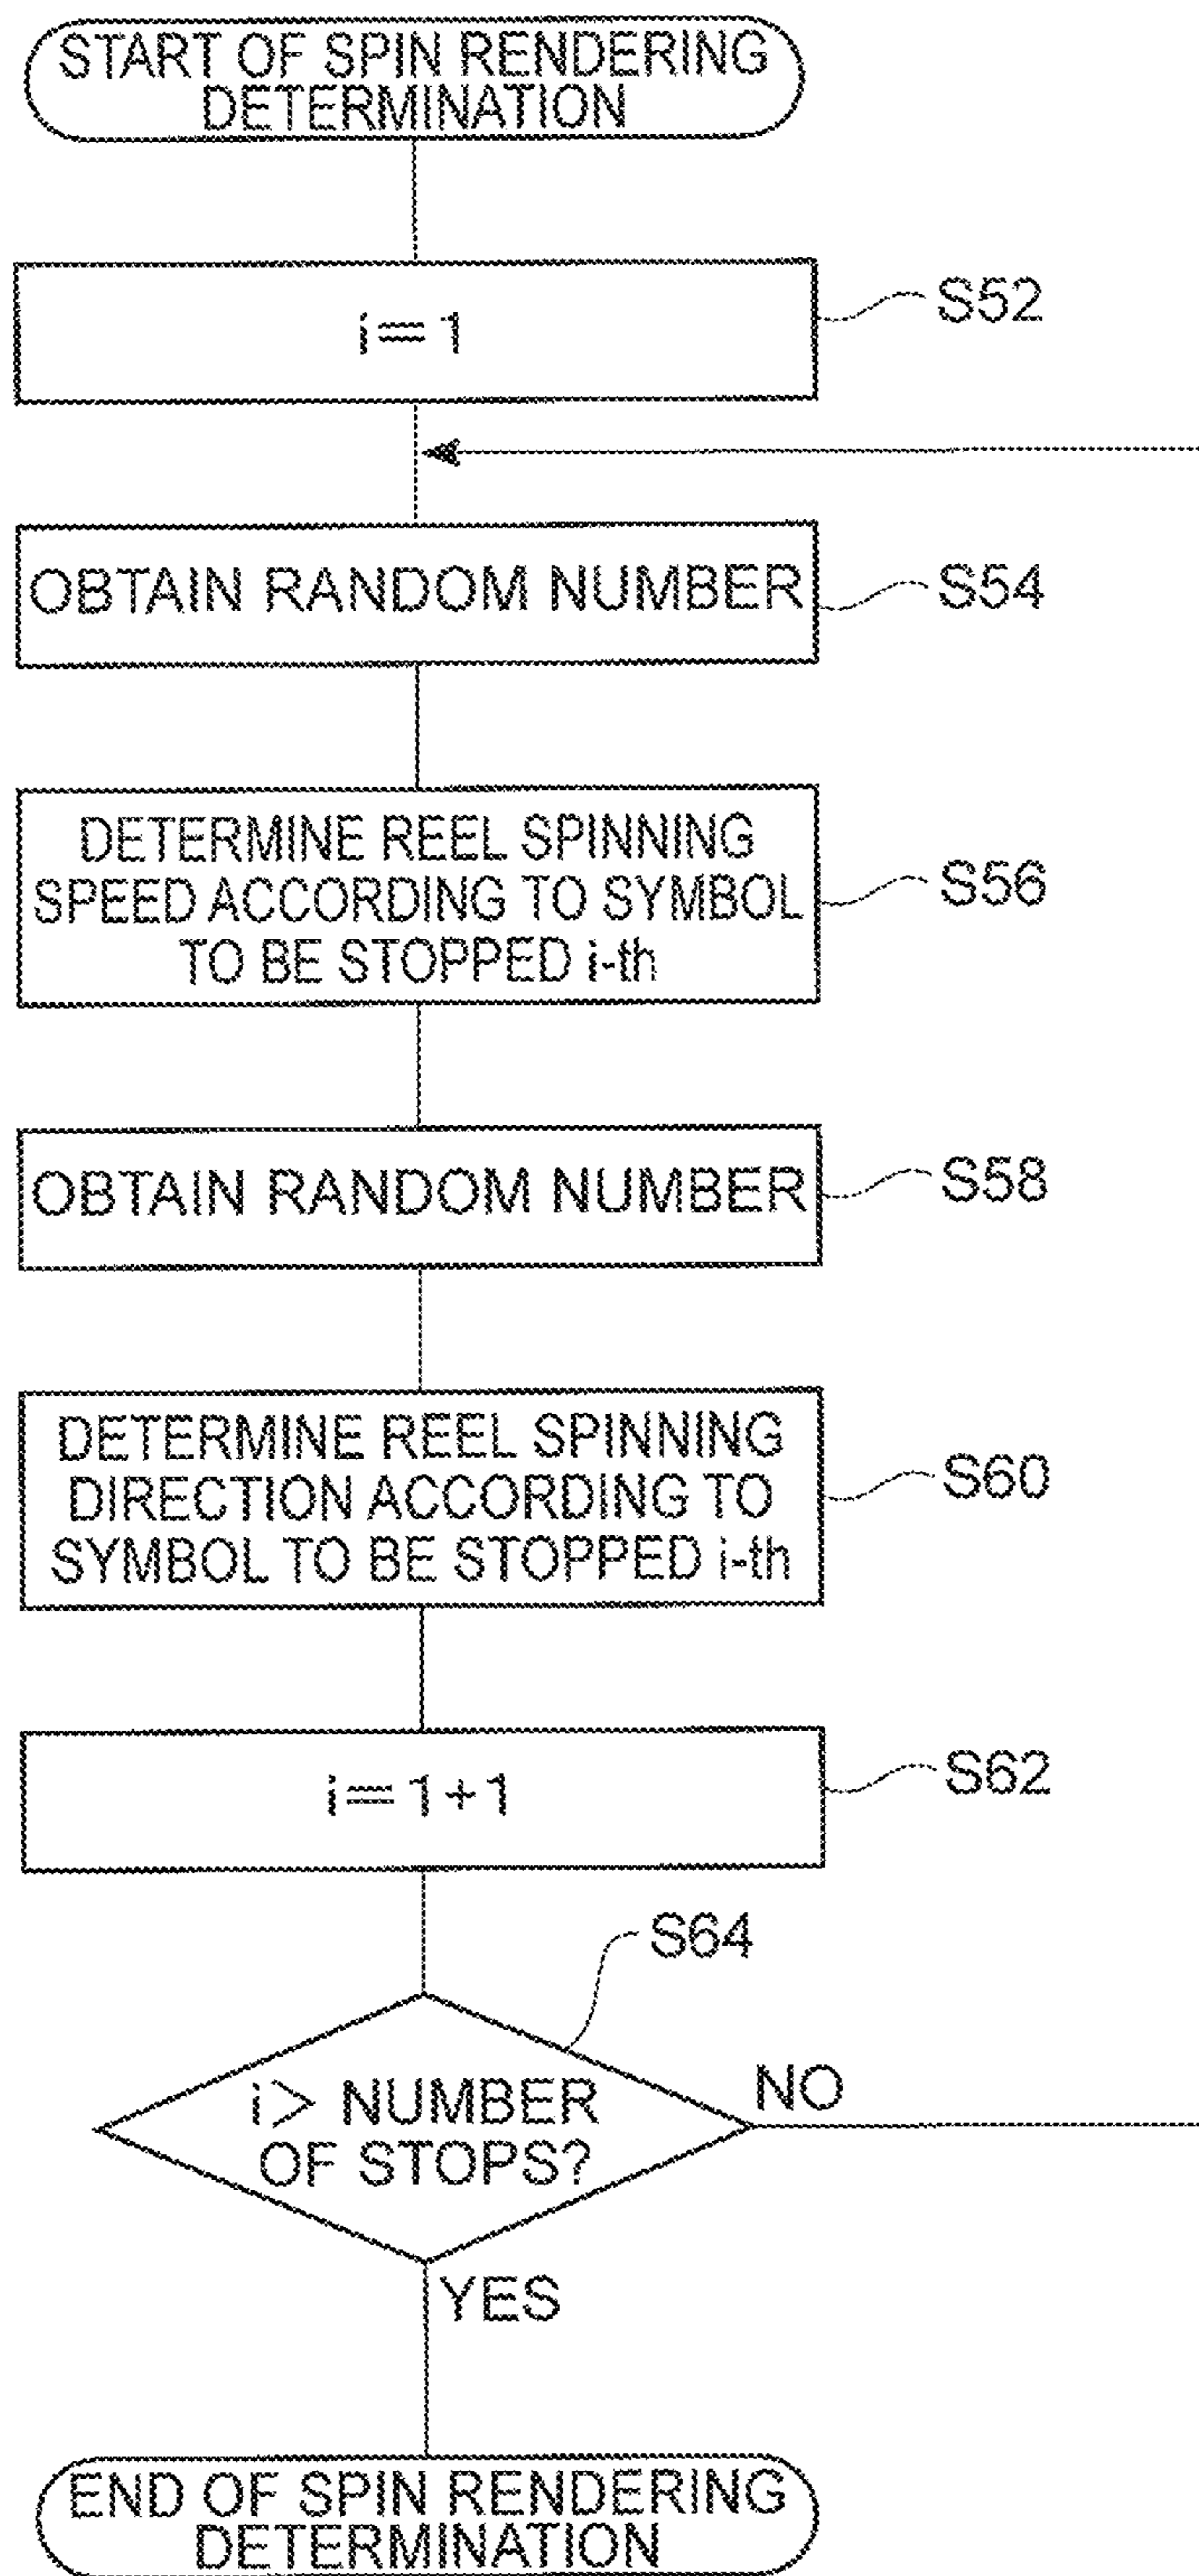 START OF SPIN RENDERING
DETERMINATION
i=1
S52
OBTAIN RANDOM NUMBER
S54
DETERMINE REEL SPINNING
SPEED ACCORDING TO SYMBOL
TO BE STOPPED i-th
S56
OBTAIN RANDOM NUMBER
S58
DETERMINE REEL SPINNING
DIRECTION ACCORDING TO
SYMBOL TO BE STOPPED i-th
S60
i=1+1
S62
S64
i> NUMBER
OF STOPS?
NO
YES
END OF SPIN RENDERING
DETERMINATION